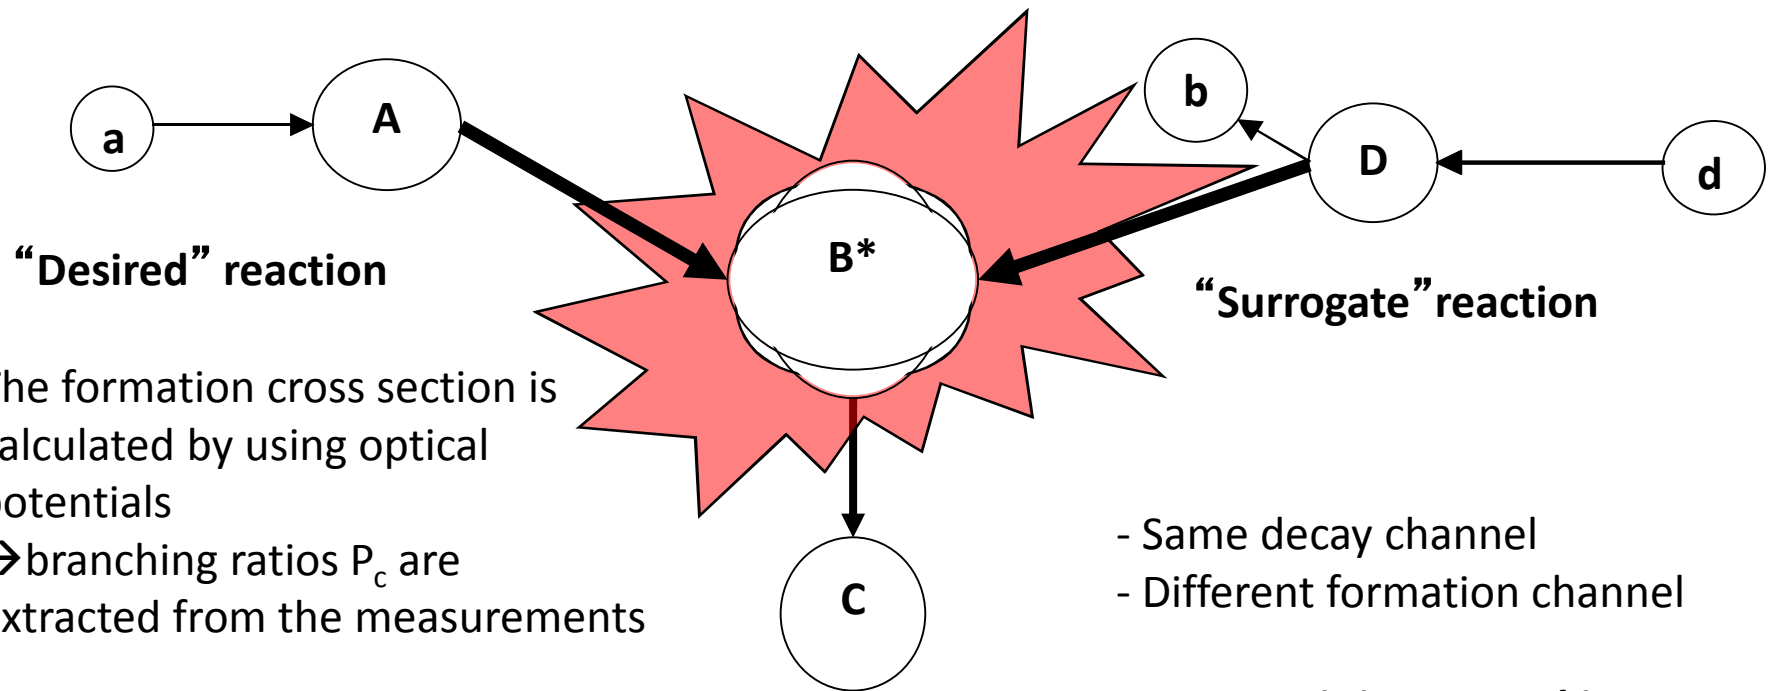 a
A
b
D
d
B*
“Desired” reaction
“Surrogate”reaction
he formation cross section is
alculated by using optical
otentials
→branching ratios Pc are
xtracted from the measurements
- Same decay channel
- Different formation channel
C